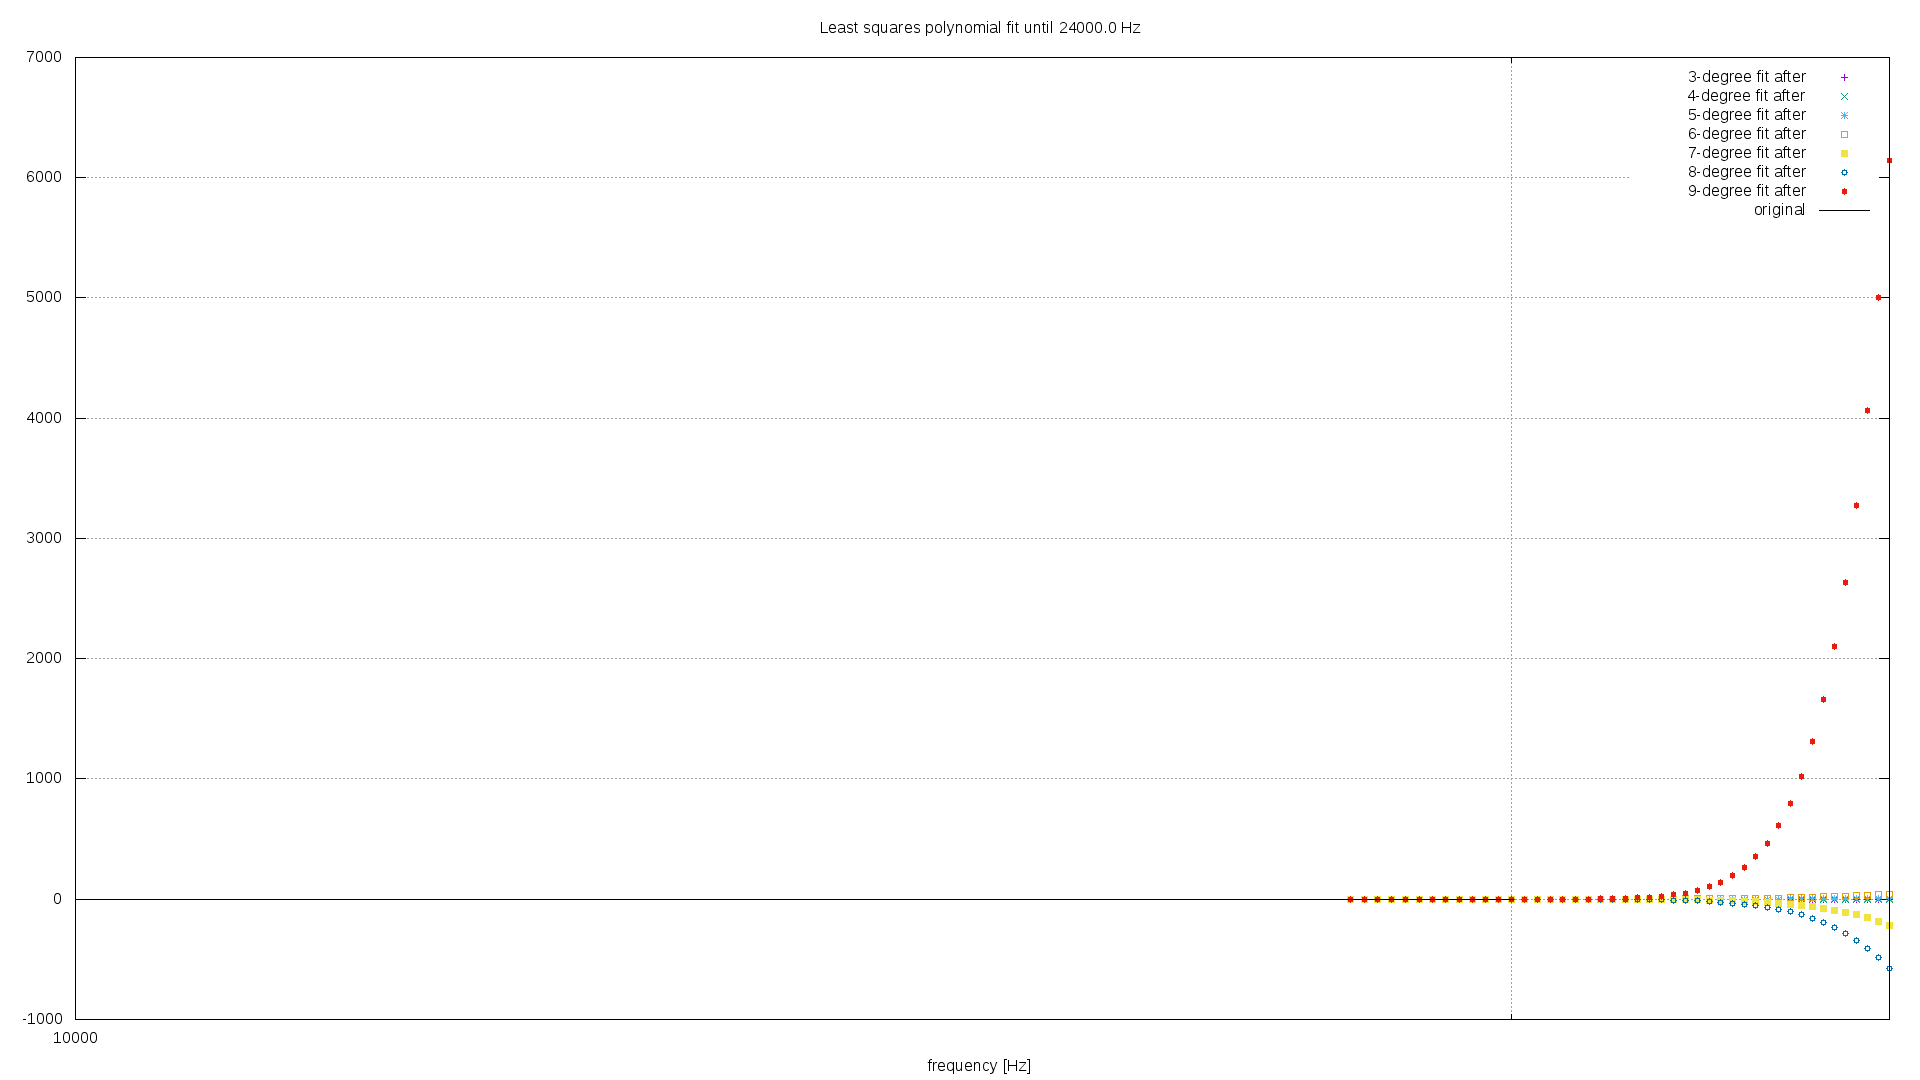 Least squares polynomial fit until 24000.0 Hz
7000
6000
5000
4000
3000
2000
1000
0
-1000
10000
frequency [Hz]
3-degree fit after
4-degree fit after
5-degree fit after
6-degree fit after
7-degree fit after
8-degree fit after
9-degree fit after
original